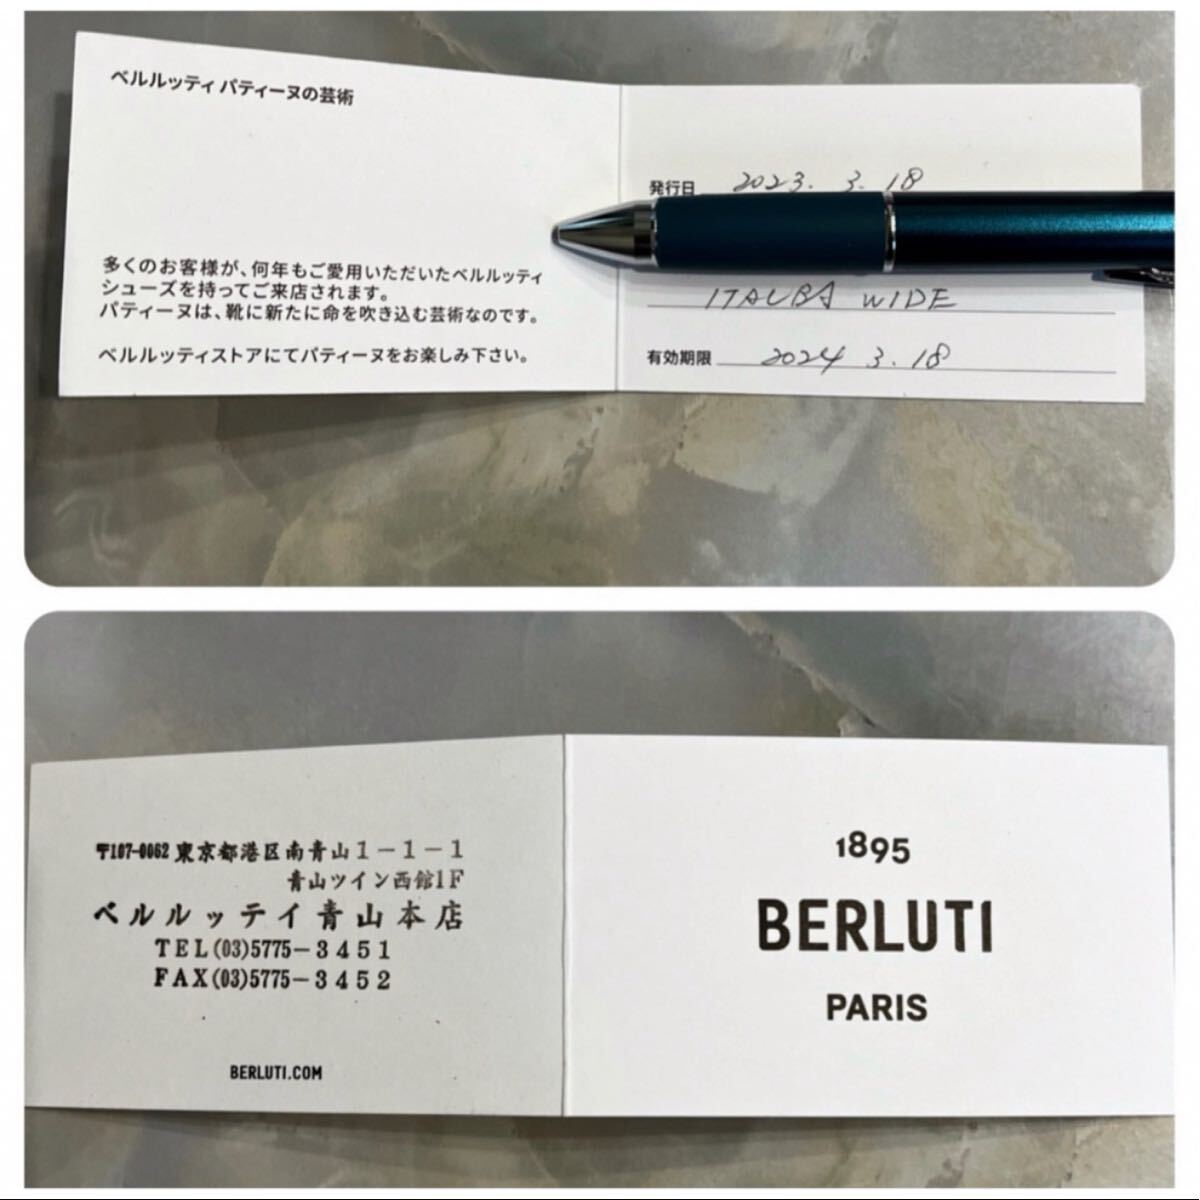 ベルルッティ パティーヌの芸術
多くのお客様が、何年もご愛用いただいたベルルッティ
シューズを持ってご来店されます。
パティーヌは、靴に新たに命を吹き込む芸術なのです。
ベルルッティストアにてパティーヌをお楽しみ下さい。
発行日 2023. 3. 18
ITAUBA WIDE
有効期限 2024 3. 18
〒107-0062 東京都港区南青山1-1-1
青山ツイン西館1F
ベルルッテイ青山本店
TEL(03)5775-3451
FAX(03)5775-3452
BERLUTI.COM
1895
BERLUTI
PARIS